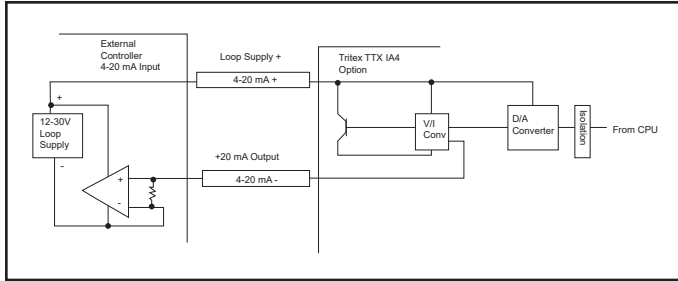 External
Controller
4-20 mA Input
Loop Supply +
4-20 mA +
Tritex TTX IA4
Option
+
12-30V
Loop
Supply
-
V/I
Conv
D/A
Converter
Isolation
From CPU
+20 mA Output
4-20 mA -
+
-